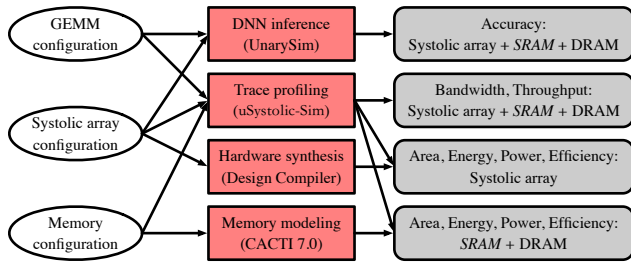 GEMM
configuration
DNN inference
(UnarySim)
Accuracy:
Systolic array + SRAM + DRAM
Trace profiling
(uSystolic-Sim)
Bandwidth, Throughput:
Systolic array + SRAM + DRAM
Systolic array
configuration
Hardware synthesis
(Design Compiler)
Area, Energy, Power, Efficiency:
Systolic array
Memory
configuration
Memory modeling
(CACTI 7.0)
Area, Energy, Power, Efficiency:
SRAM + DRAM